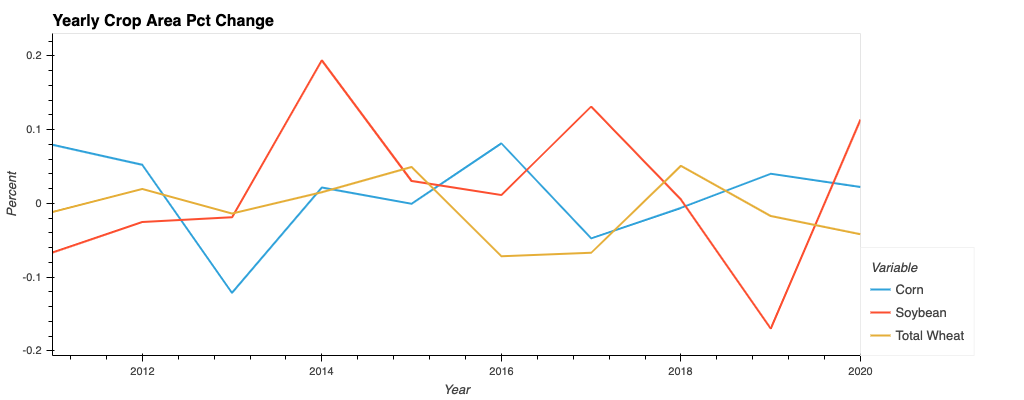 Yearly Crop Area Pct Change
0.2
0.1
0
-0.1
-0.2
Percent
2012 2014 2016 2018 2020
Year
Variable
Corn
Soybean
Total Wheat